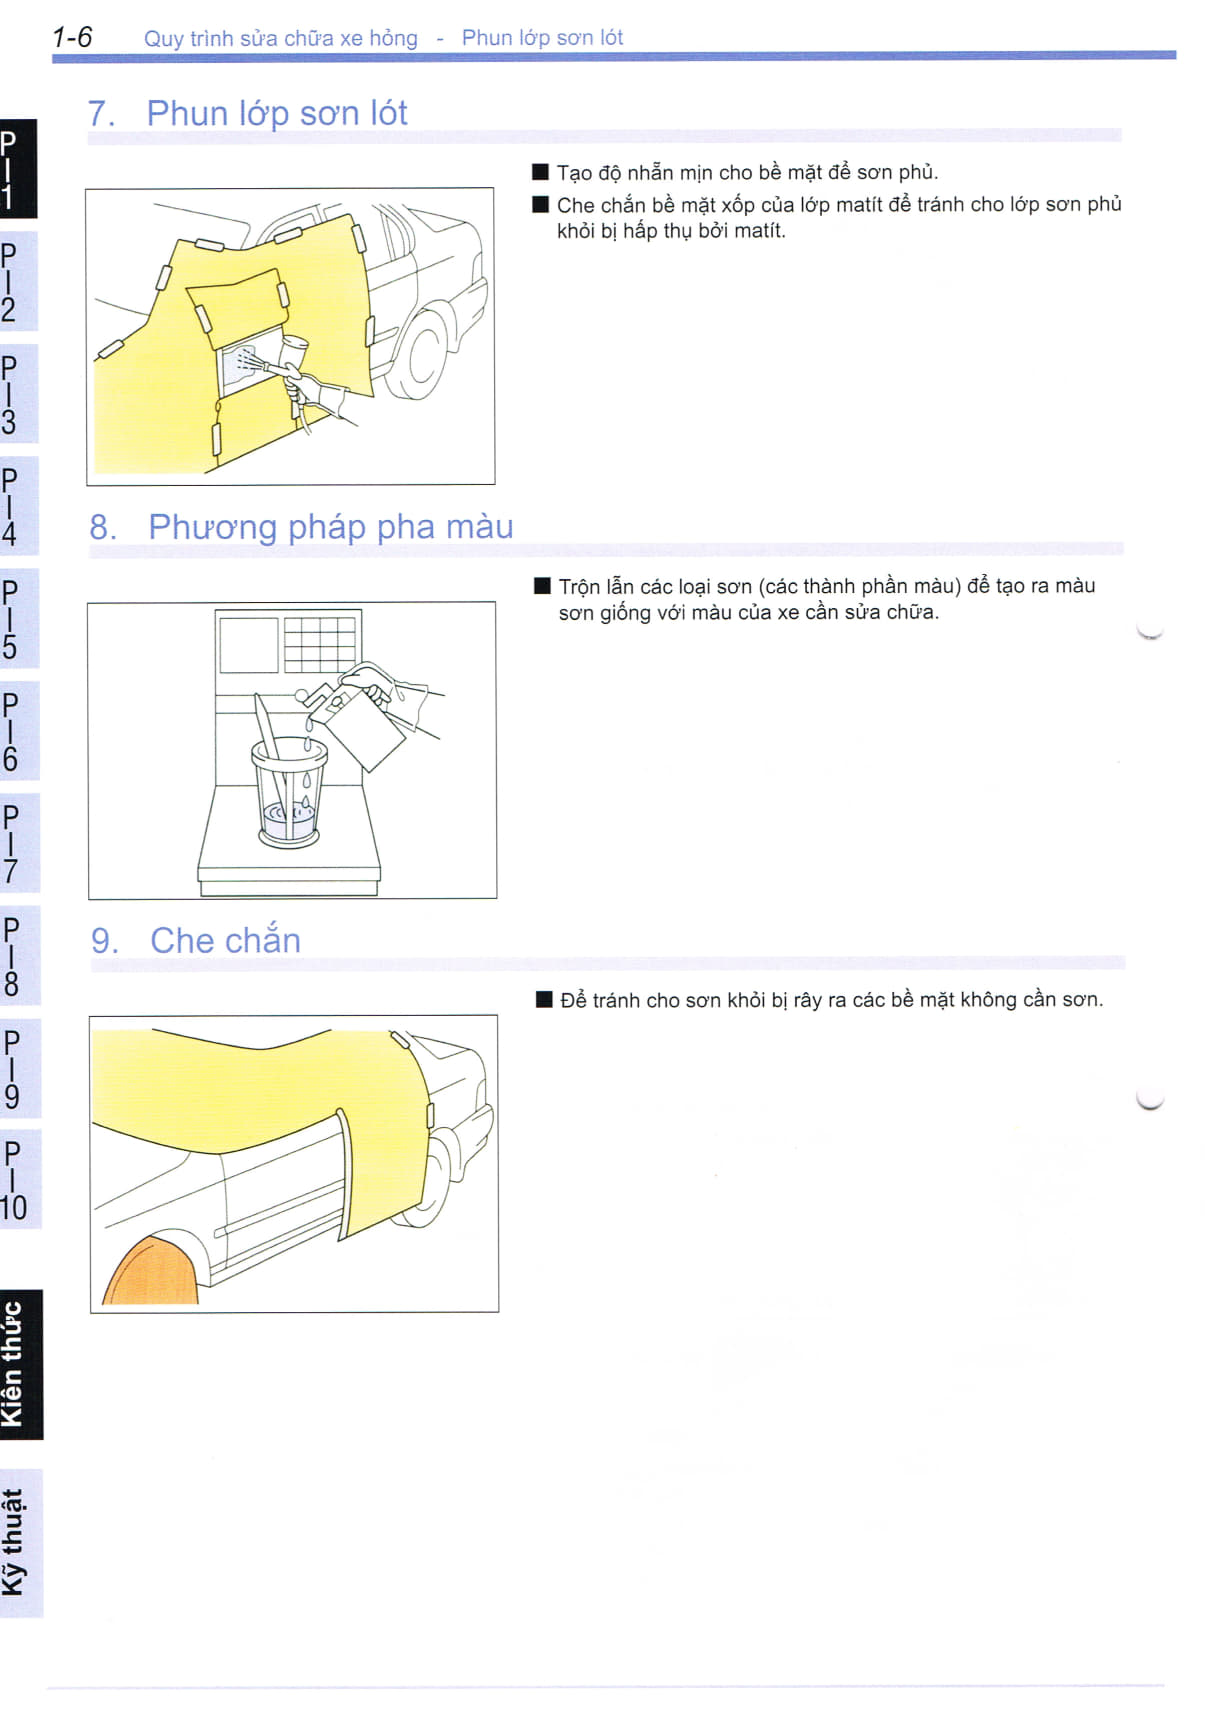 1-6 Quy trình sửa chữa xe hỏng - Phun lớp sơn lót
7. Phun lớp sơn lót
■ Tạo độ nhẵn mịn cho bề mặt để sơn phủ.
■ Che chắn bề mặt xốp của lớp matít để tránh cho lớp sơn phủ
khỏi bị hấp thụ bởi matít.
8. Phương pháp pha màu
■ Trộn lẫn các loại sơn (các thành phần màu) để tạo ra màu
sơn giống với màu của xe cần sửa chữa.
9. Che chắn
■ Để tránh cho sơn khỏi bị rây ra các bề mặt không cần sơn.
P-1
P-2
P-3
P-4
P-5
P-6
P-7
P-8
P-9
P-10
Kiên thức
Kỹ thuật